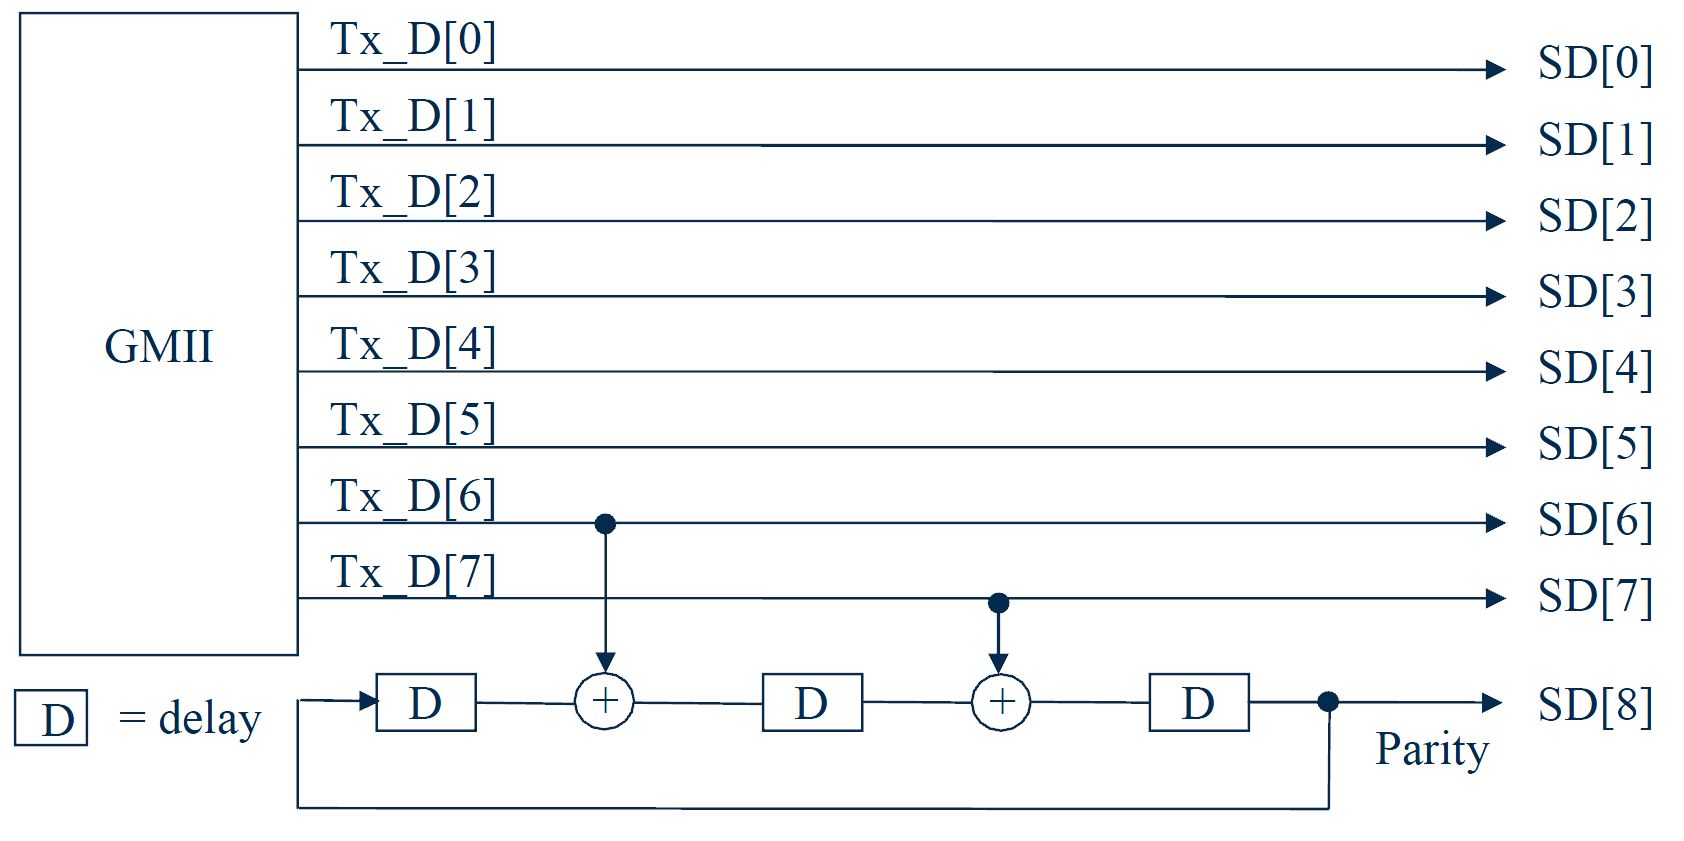 Tx_D[0]
SD[0]
Tx_D[1]
SD[1]
Tx_D[2]
SD[2]
Tx_D[3]
SD[3]
GMII
Tx_D[4]
SD[4]
Tx_D[5]
SD[5]
Tx_D[6]
SD[6]
Tx_D[7]
SD[7]
D = delay
D
+
D
+
D
SD[8]
Parity